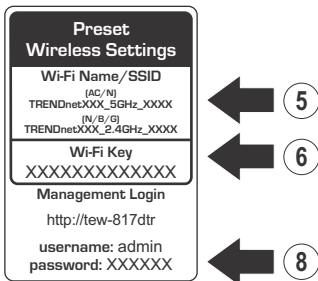 Preset
Wireless Settings
Wi-Fi Name/SSID
(AC/N)
TRENDnetXXX_5GHz_XXXX
(N/B/G)
TRENDnetXXX_2.4GHz_XXXX
5
Wi-Fi Key
XXXXXXXXXXXXX
6
Management Login
http://tew-817dtr
username: admin
password: XXXXXX
8